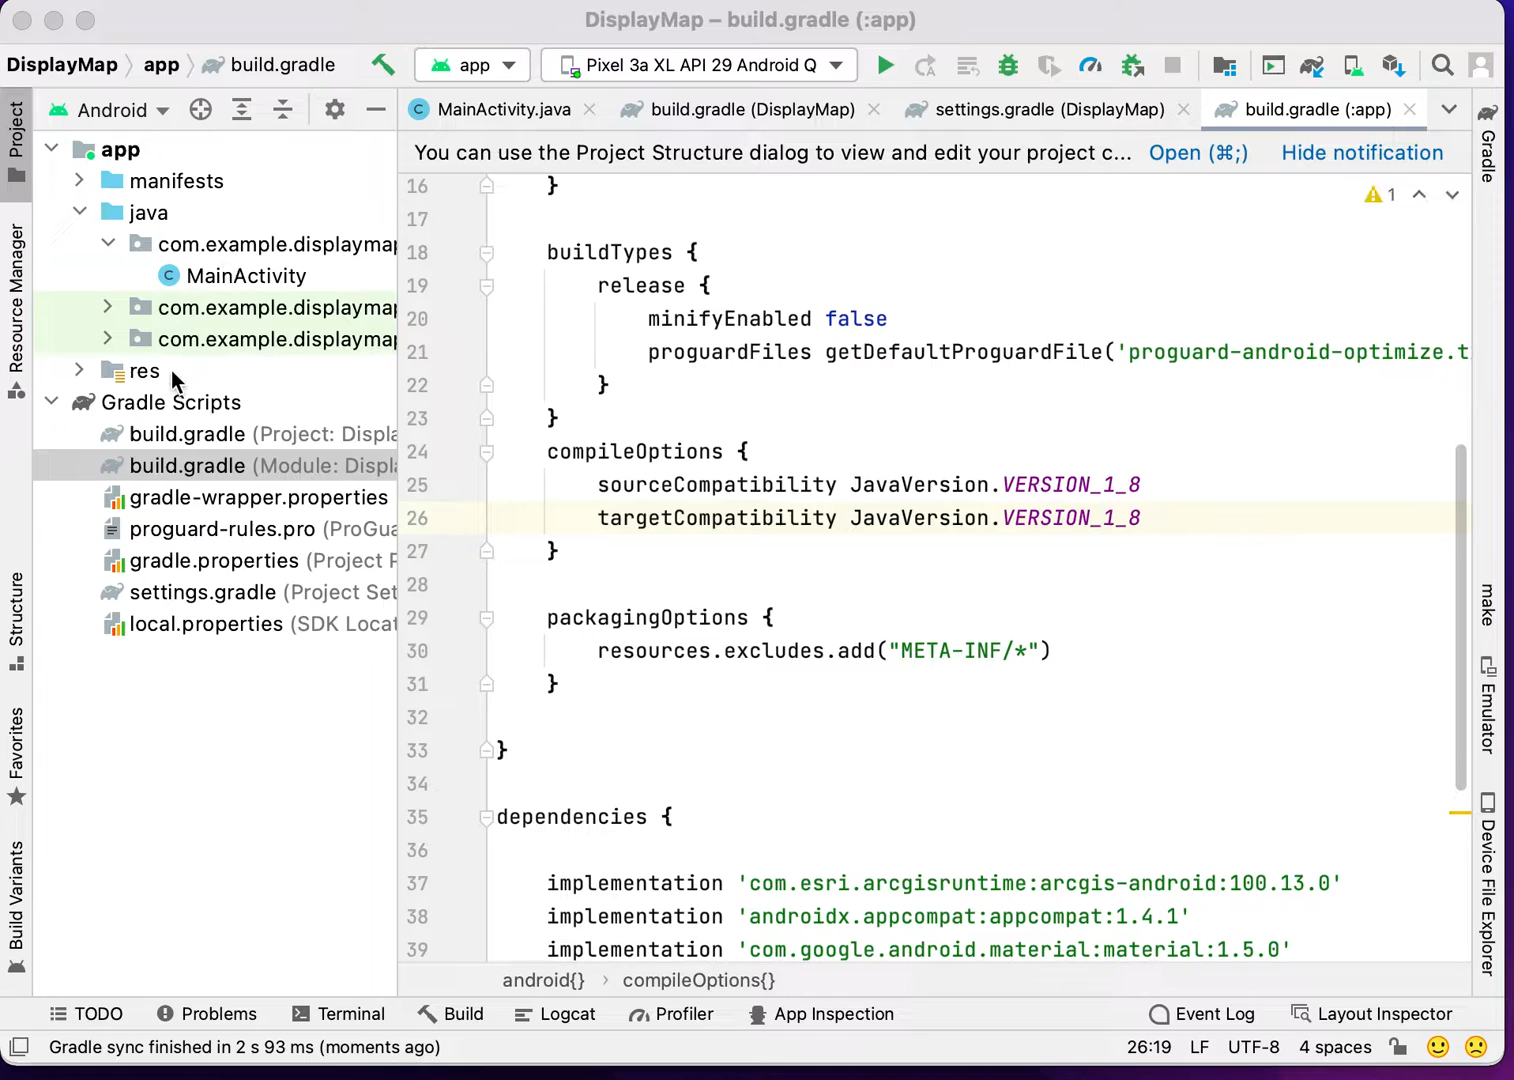 DisplayMap – build.gradle (:app)
DisplayMap app build.gradle app Pixel 3a XL API 29 Android Q
Android MainActivity.java build.gradle (DisplayMap) settings.gradle (DisplayMap) build.gradle (:app)
You can use the Project Structure dialog to view and edit your project c... Open (⌘;) Hide notification
Project
Resource Manager
Structure
Favorites
Build Variants
app
manifests
java
com.example.displaymap
C MainActivity
com.example.displaymap
com.example.displaymap
res
Gradle Scripts
build.gradle (Project: Displa
build.gradle (Module: Displa
gradle-wrapper.properties
proguard-rules.pro (ProGua
gradle.properties (Project P
settings.gradle (Project Set
local.properties (SDK Locat
1
16 }
17
18 buildTypes {
19 release {
20 minifyEnabled false
21 proguardFiles getDefaultProguardFile('proguard-android-optimize.t
22 }
23 }
24 compileOptions {
25 sourceCompatibility JavaVersion.VERSION_1_8
26 targetCompatibility JavaVersion.VERSION_1_8
27 }
28
29 packagingOptions {
30 resources.excludes.add("META-INF/*")
31 }
32
33 }
34
35 dependencies {
36
37 implementation 'com.esri.arcgisruntime:arcgis-android:100.13.0'
38 implementation 'androidx.appcompat:appcompat:1.4.1'
39 implementation 'com.google.android.material:material:1.5.0'
android{} › compileOptions{}
Gradle
make
Emulator
Device File Explorer
TODO Problems Terminal Build Logcat Profiler App Inspection Event Log Layout Inspector
Gradle sync finished in 2 s 93 ms (moments ago) 26:19 LF UTF-8 4 spaces